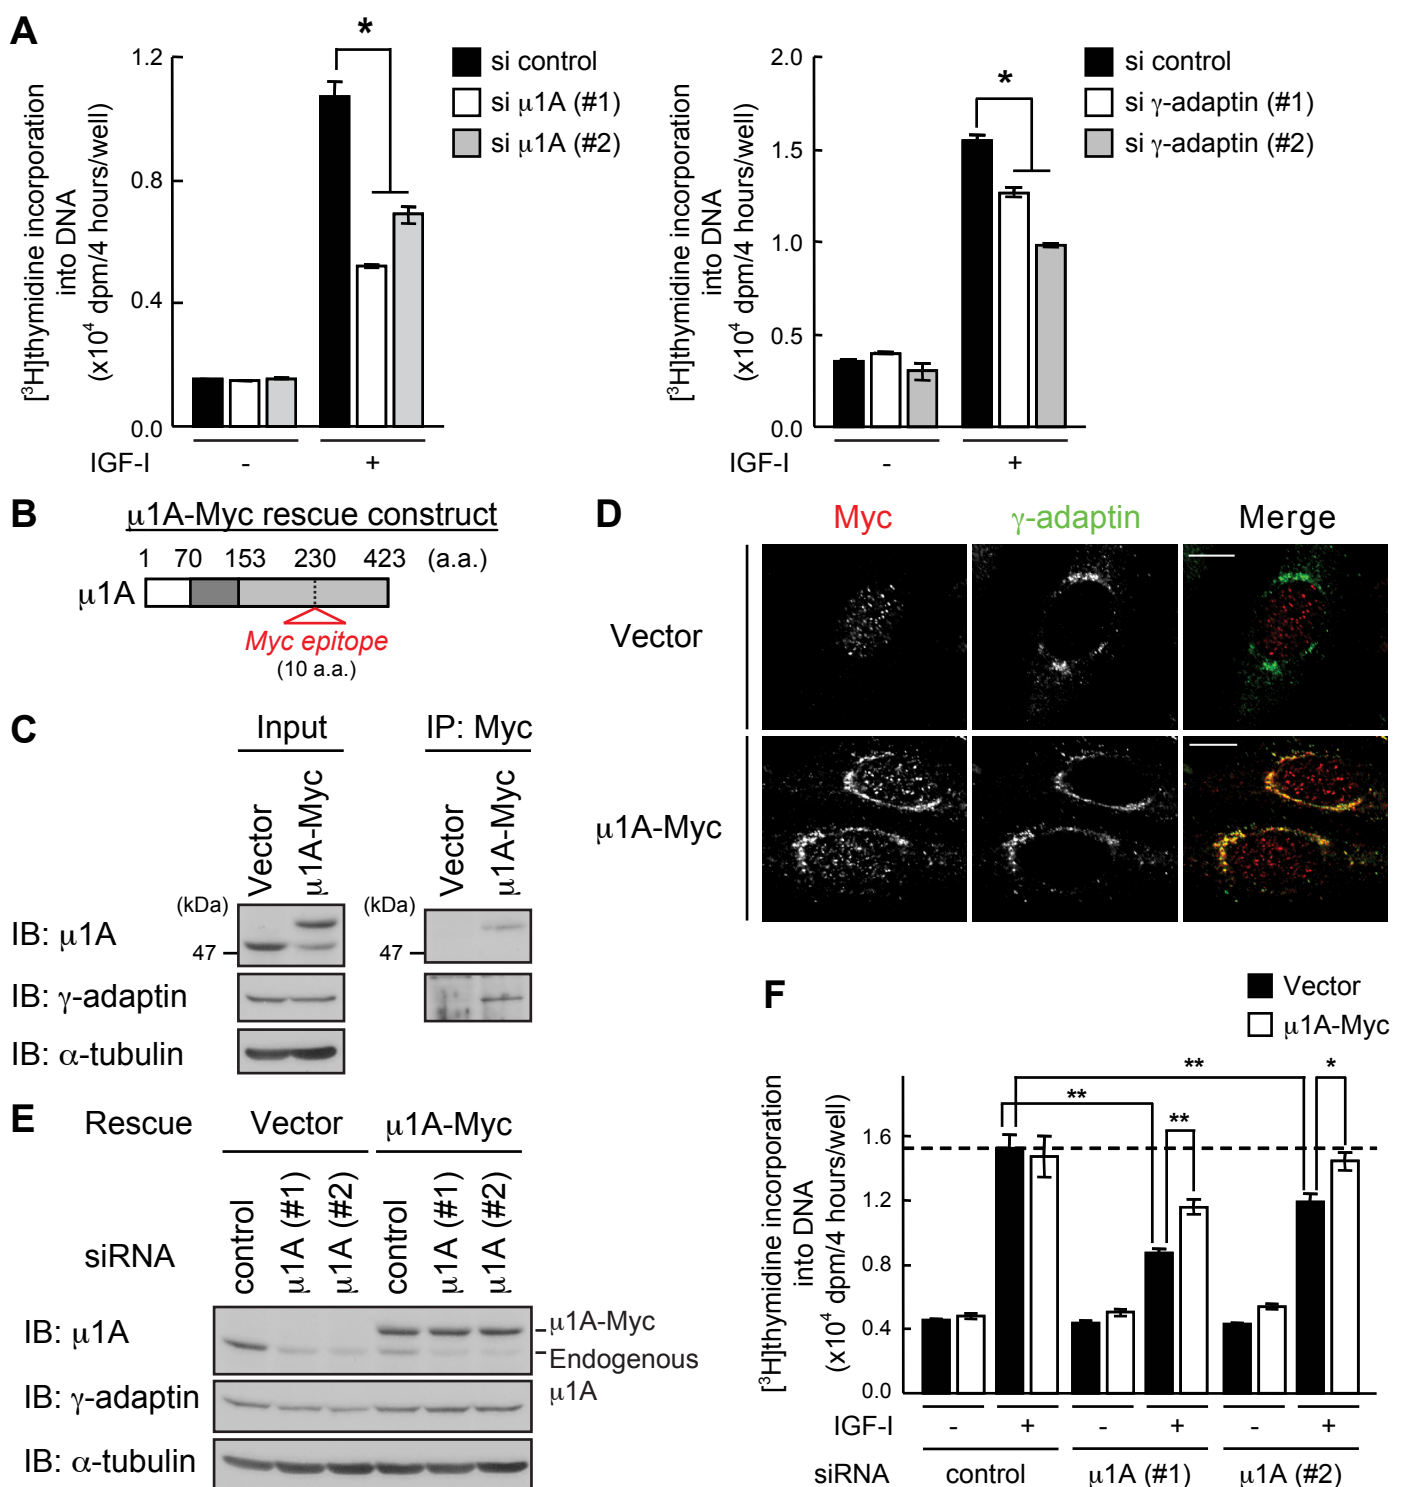 A
*
1.2
0.8
0.4
0.0
[³H]thymidine incorporation
into DNA
(x10⁴ dpm/4 hours/well)
si control
si μ1A (#1)
si μ1A (#2)
IGF-I
-
+
*
2.0
1.5
1.0
0.5
0.0
[³H]thymidine incorporation
into DNA
(x10⁴ dpm/4 hours/well)
si control
si γ-adaptin (#1)
si γ-adaptin (#2)
IGF-I
-
+
B
μ1A-Myc rescue construct
1 70 153 230 423 (a.a.)
μ1A
Myc epitope
(10 a.a.)
C
Input
IP: Myc
Vector
μ1A-Myc
Vector
μ1A-Myc
(kDa)
(kDa)
IB: μ1A
47
47
IB: γ-adaptin
IB: α-tubulin
D
Myc
γ-adaptin
Merge
Vector
μ1A-Myc
E
Rescue
Vector
μ1A-Myc
siRNA
control
μ1A (#1)
μ1A (#2)
control
μ1A (#1)
μ1A (#2)
IB: μ1A
μ1A-Myc
Endogenous
μ1A
IB: γ-adaptin
IB: α-tubulin
F
Vector
μ1A-Myc
**
*
**
**
1.6
1.2
0.8
0.4
0.0
[³H]thymidine incorporation
into DNA
(x10⁴ dpm/4 hours/well)
IGF-I
- + - + - +
siRNA
control μ1A (#1) μ1A (#2)